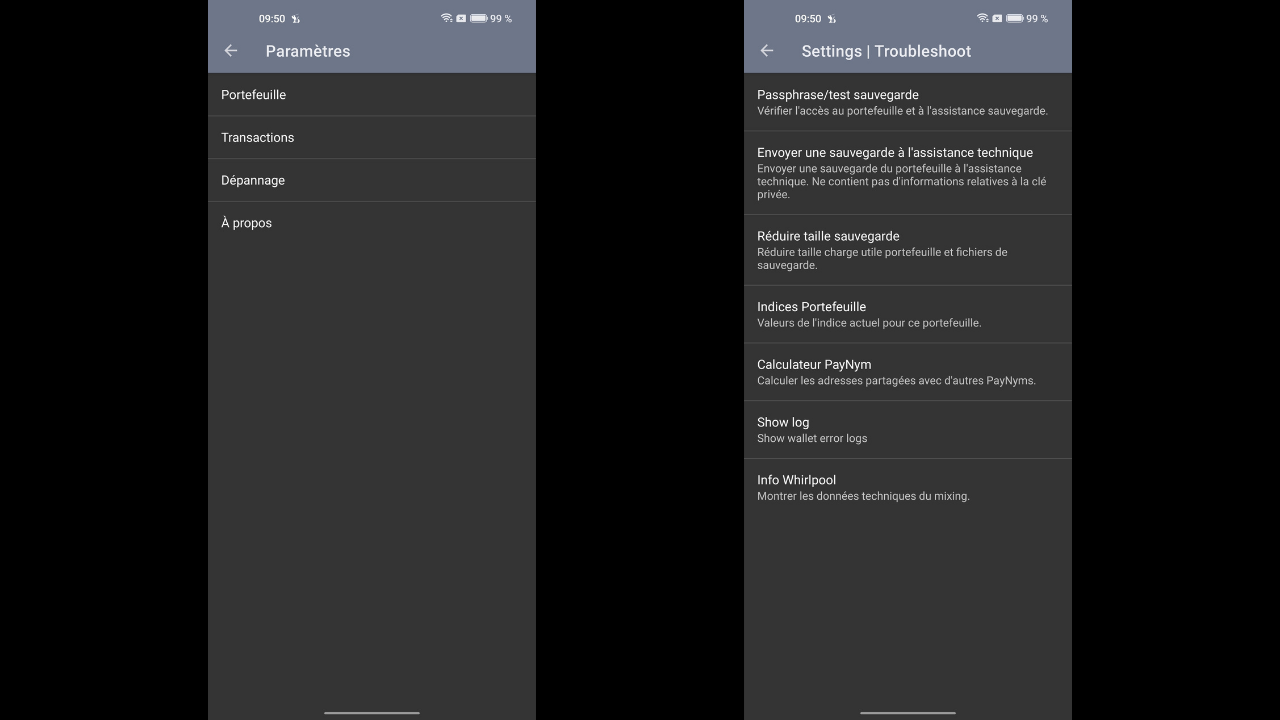 09:50
99 %
Paramètres
Portefeuille
Transactions
Dépannage
À propos
09:50
99 %
Settings | Troubleshoot
Passphrase/test sauvegarde
Vérifier l'accès au portefeuille et à l'assistance sauvegarde.
Envoyer une sauvegarde à l'assistance technique
Envoyer une sauvegarde du portefeuille à l'assistance
technique. Ne contient pas d'informations relatives à la clé
privée.
Réduire taille sauvegarde
Réduire taille charge utile portefeuille et fichiers de
sauvegarde.
Indices Portefeuille
Valeurs de l'indice actuel pour ce portefeuille.
Calculateur PayNym
Calculer les adresses partagées avec d'autres PayNyms.
Show log
Show wallet error logs
Info Whirlpool
Montrer les données techniques du mixing.